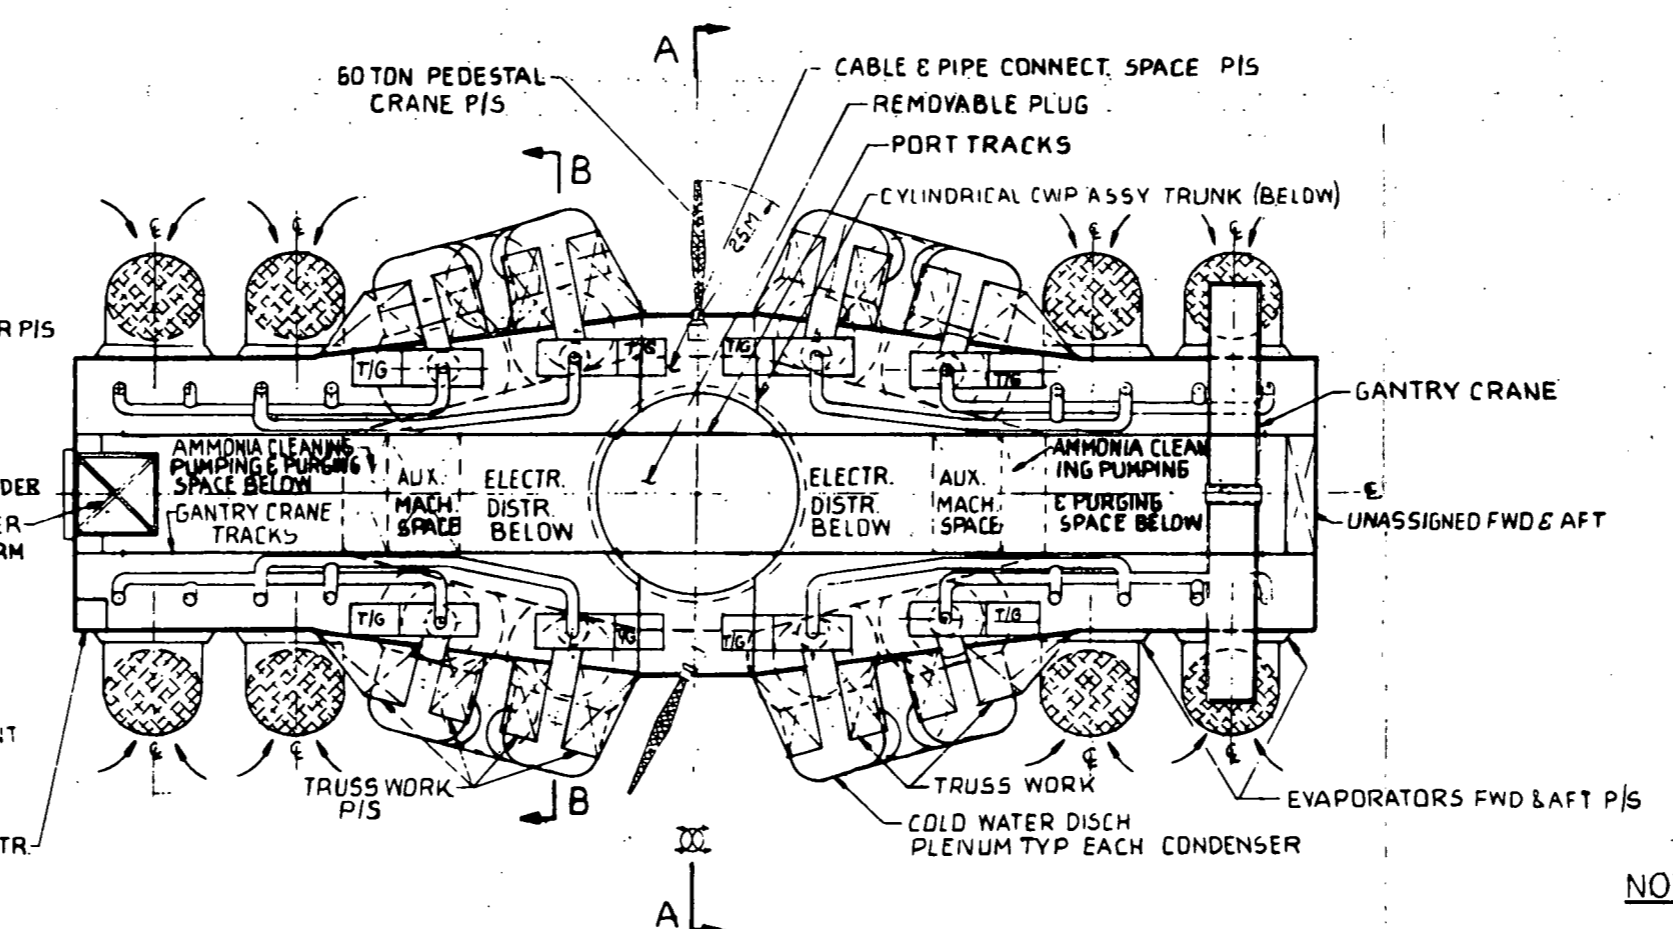 A
60 TON PEDESTAL
CRANE P/S
CABLE & PIPE CONNECT. SPACE P/S
REMOVABLE PLUG
PORT TRACKS
B
CYLINDRICAL CWP ASSY TRUNK (BELOW)
25 M.
℄
℄
℄
℄
R P/S
T/G
T/G
T/G
T/G
GANTRY CRANE
AMMONIA CLEANING
PUMPING & PURGING
SPACE BELOW
AUX.
MACH.
SPACE
ELECTR.
DISTR.
BELOW
℄
ELECTR.
DISTR.
BELOW
AUX.
MACH.
SPACE
AMMONIA CLEAN
ING PUMPING
& PURGING
SPACE BELOW
℄
DER
ER
RM
GANTRY CRANE
TRACKS
UNASSIGNED FWD & AFT
T/G
T/G
T/G
T/G
NT
℄
℄
℄
℄
TRUSS WORK
P/S
B
TRUSS WORK
EVAPORATORS FWD & AFT P/S
COLD WATER DISCH
PLENUM TYP EACH CONDENSER
TR.
A
NO